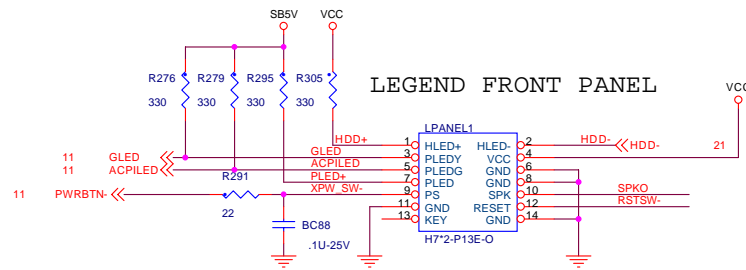 SB5V VCC
R276 R279 R295 R305
330 330 330 330
LEGEND FRONT PANEL
VCC
LPANEL1
HDD+ 1 HLED+ HLED- 2 HDD- HDD- 21
11 GLED GLED 3 PLEDY VCC 4
11 ACPILED ACPILED 5 PLEDG GND 6
R291 PLED+ 7 PLED GND 8
11 PWRBTN- XPW_SW- 9 PS SPK 10 SPKO
22 11 GND RESET 12 RSTSW-
BC88 13 KEY GND 14
.1U-25V H7*2-P13E-O